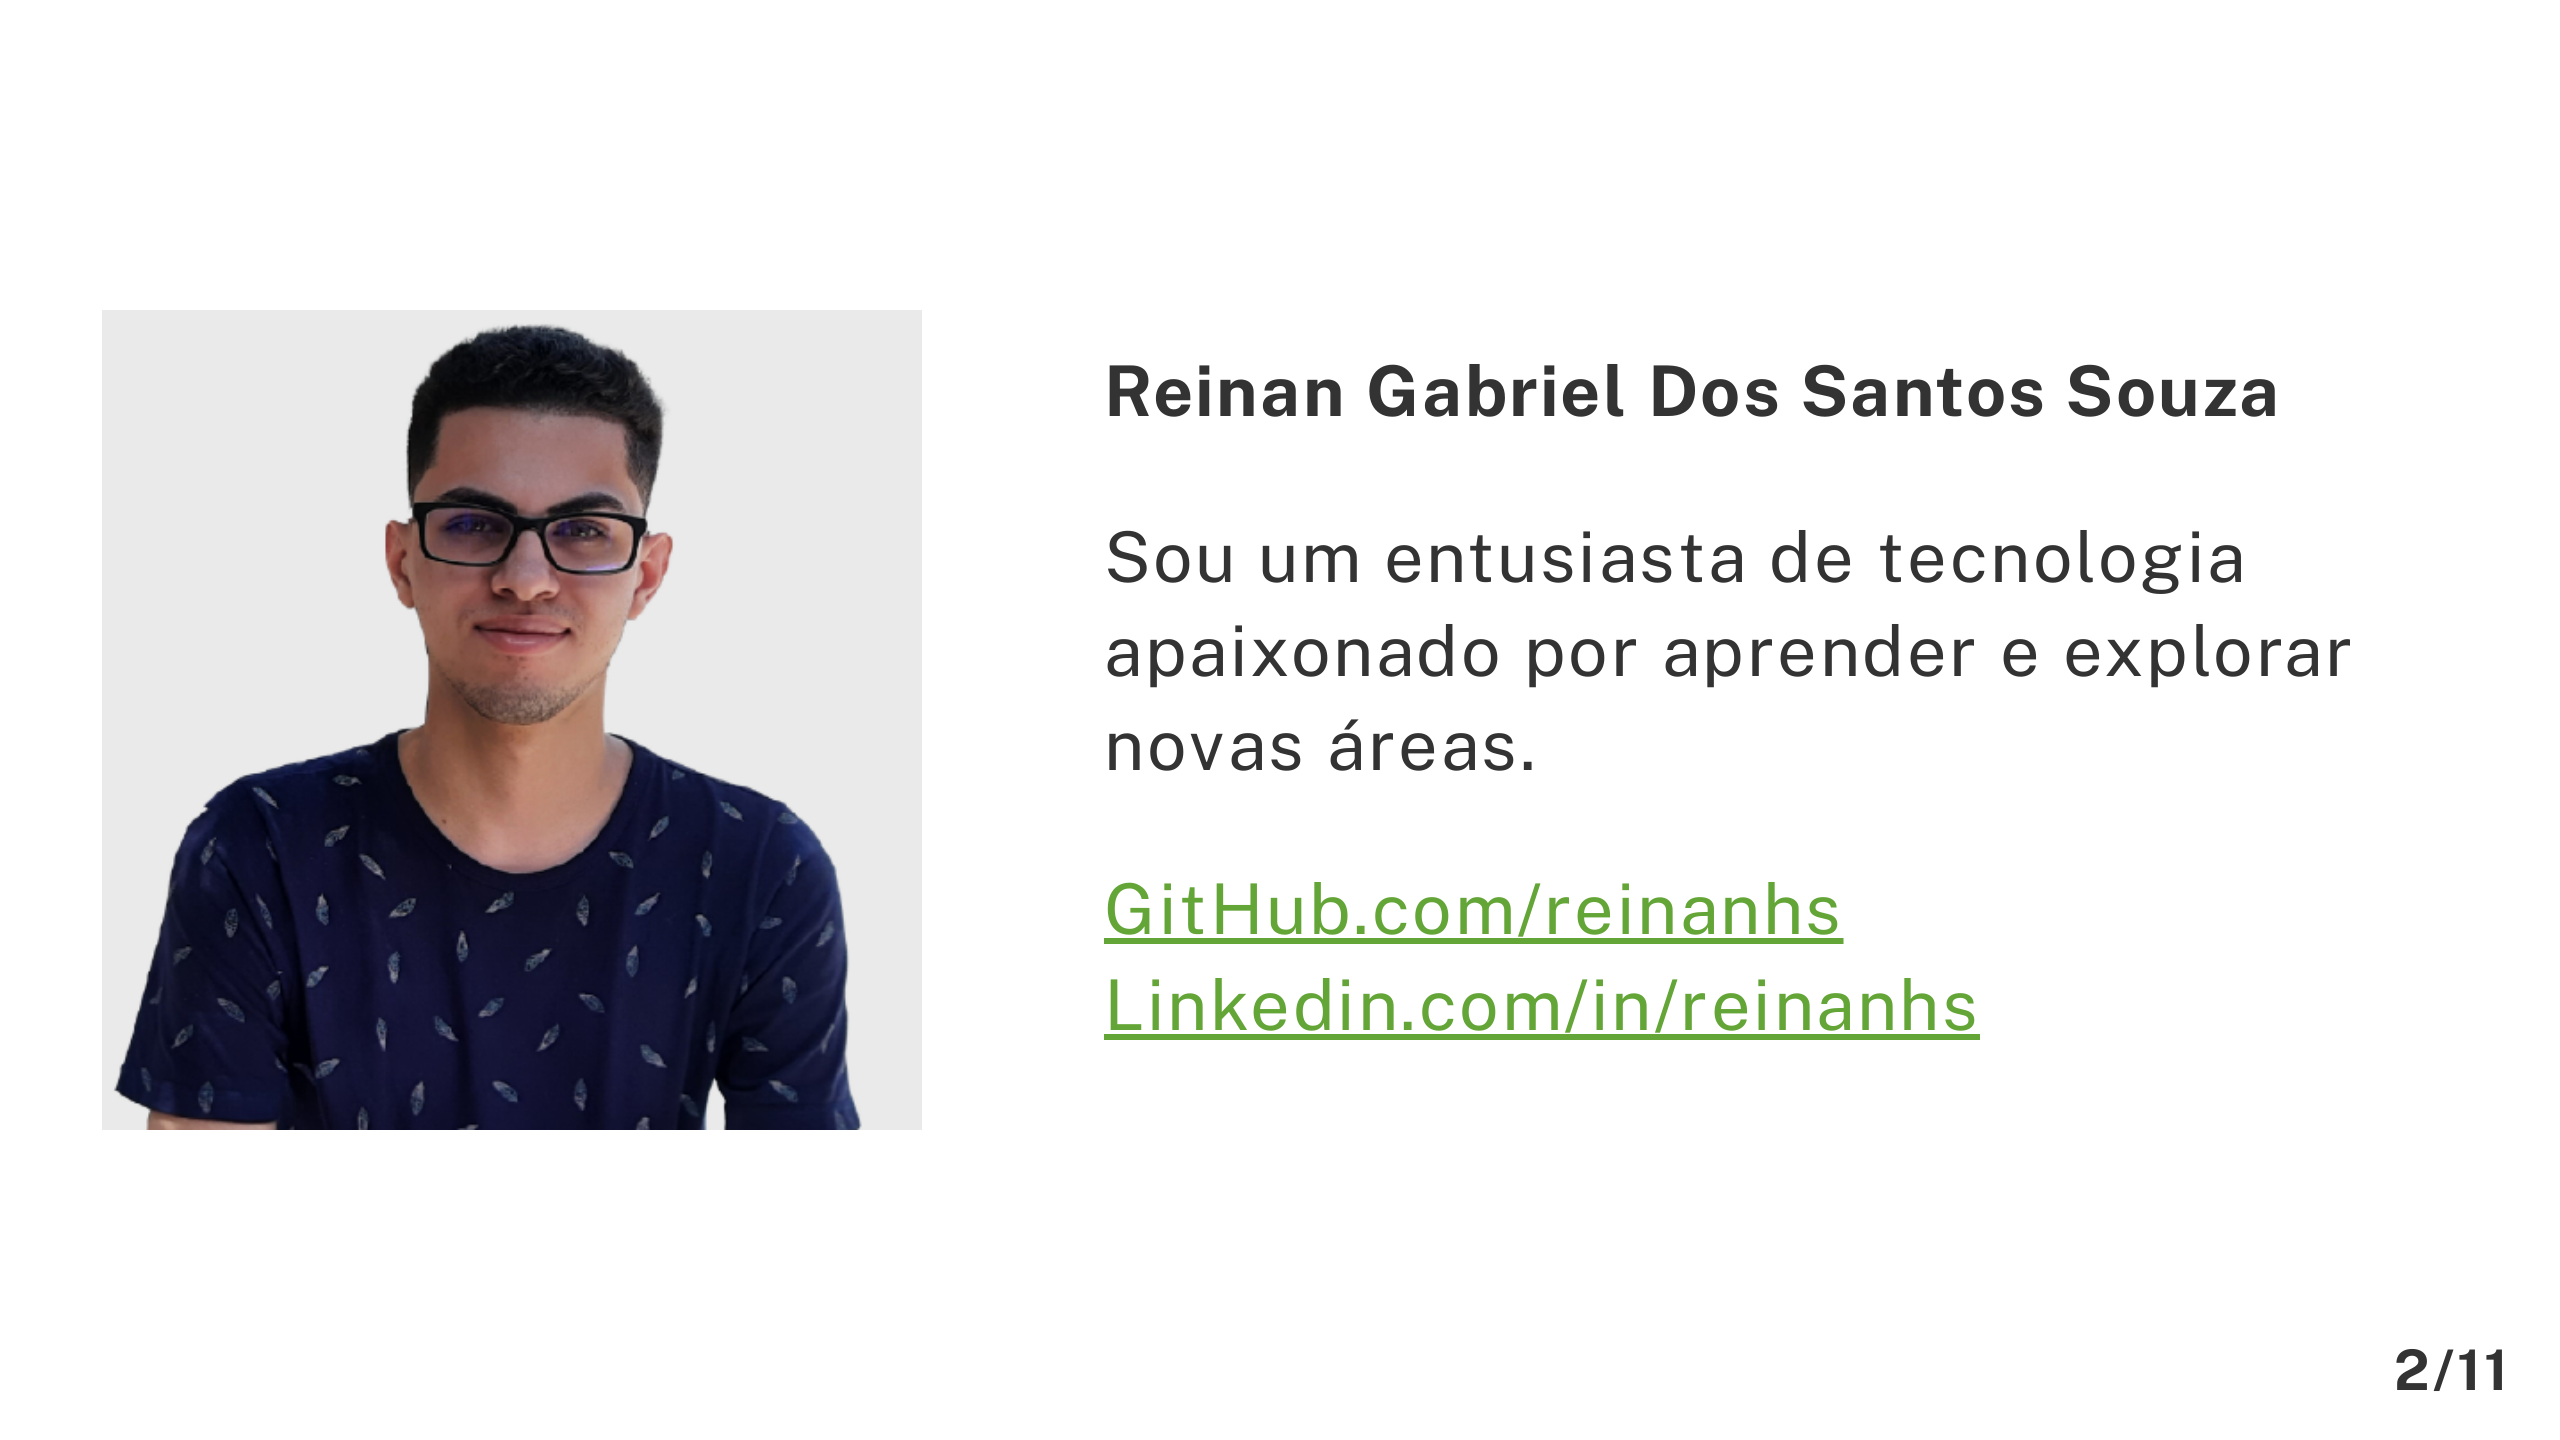 Reinan Gabriel Dos Santos Souza
Sou um entusiasta de tecnologia
apaixonado por aprender e explorar
novas áreas.
GitHub.com/reinanhs
Linkedin.com/in/reinanhs
2/11